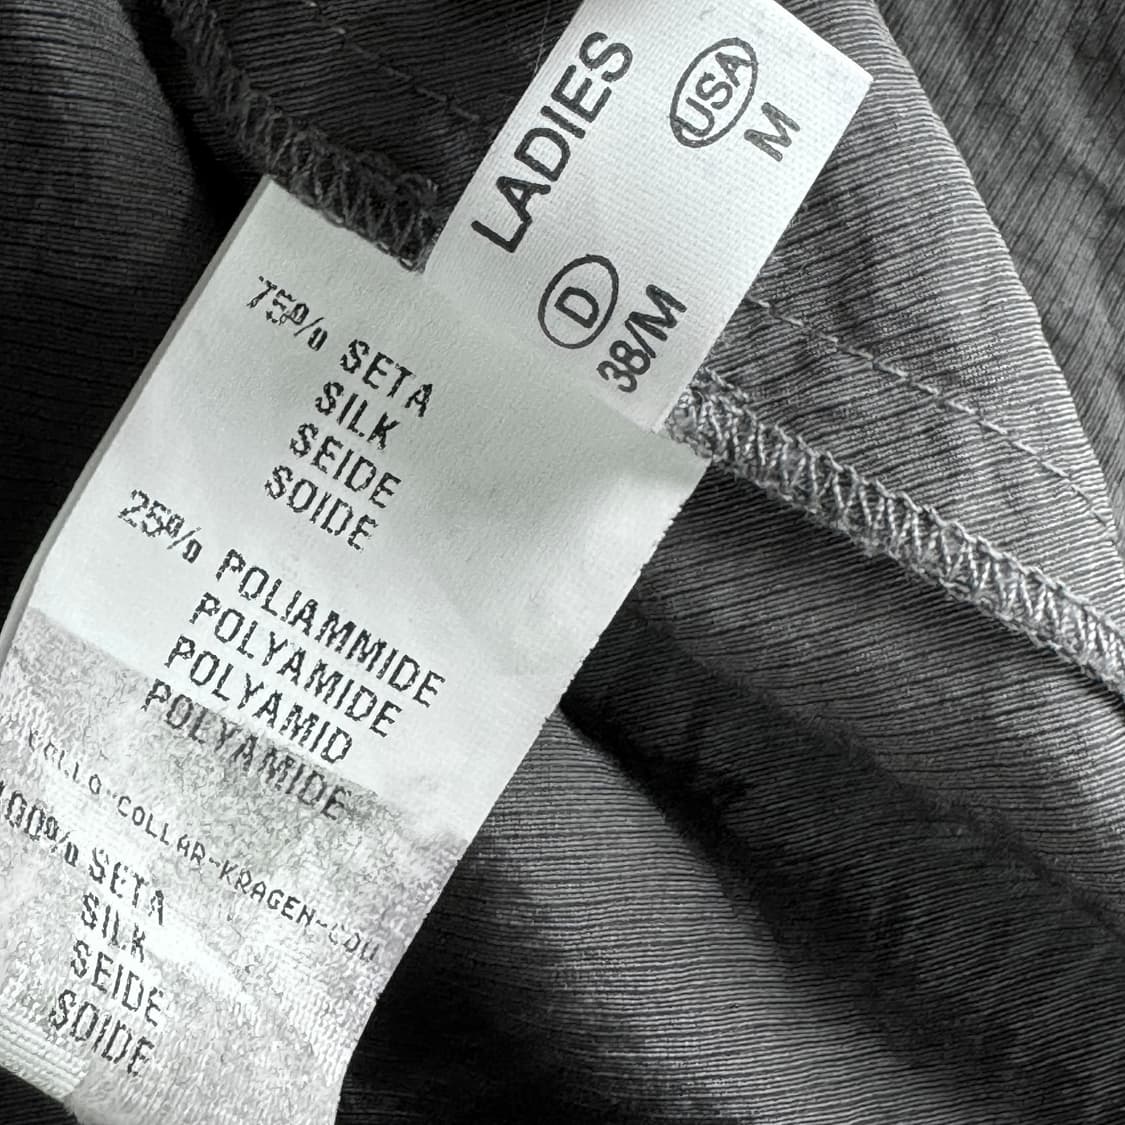 LADIES
USA
M
D
38/M
75% SETA
SILK
SEIDE
SOIDE
25% POLIAMMIDE
POLYAMIDE
POLYAMID
POLYAMIDE
COLLAR-KRAGEN-COU
100% SETA
SILK
SEIDE
SOIDE